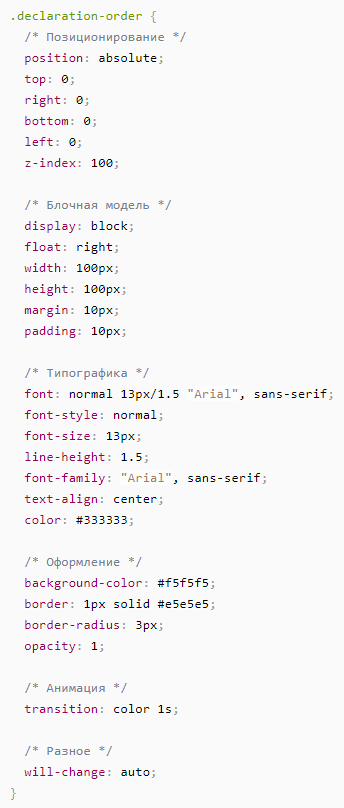 .declaration-order {
  /* Позиционирование */
  position: absolute;
  top: 0;
  right: 0;
  bottom: 0;
  left: 0;
  z-index: 100;

  /* Блочная модель */
  display: block;
  float: right;
  width: 100px;
  height: 100px;
  margin: 10px;
  padding: 10px;

  /* Типографика */
  font: normal 13px/1.5 "Arial", sans-serif;
  font-style: normal;
  font-size: 13px;
  line-height: 1.5;
  font-family: "Arial", sans-serif;
  text-align: center;
  color: #333333;

  /* Оформление */
  background-color: #f5f5f5;
  border: 1px solid #e5e5e5;
  border-radius: 3px;
  opacity: 1;

  /* Анимация */
  transition: color 1s;

  /* Разное */
  will-change: auto;
}